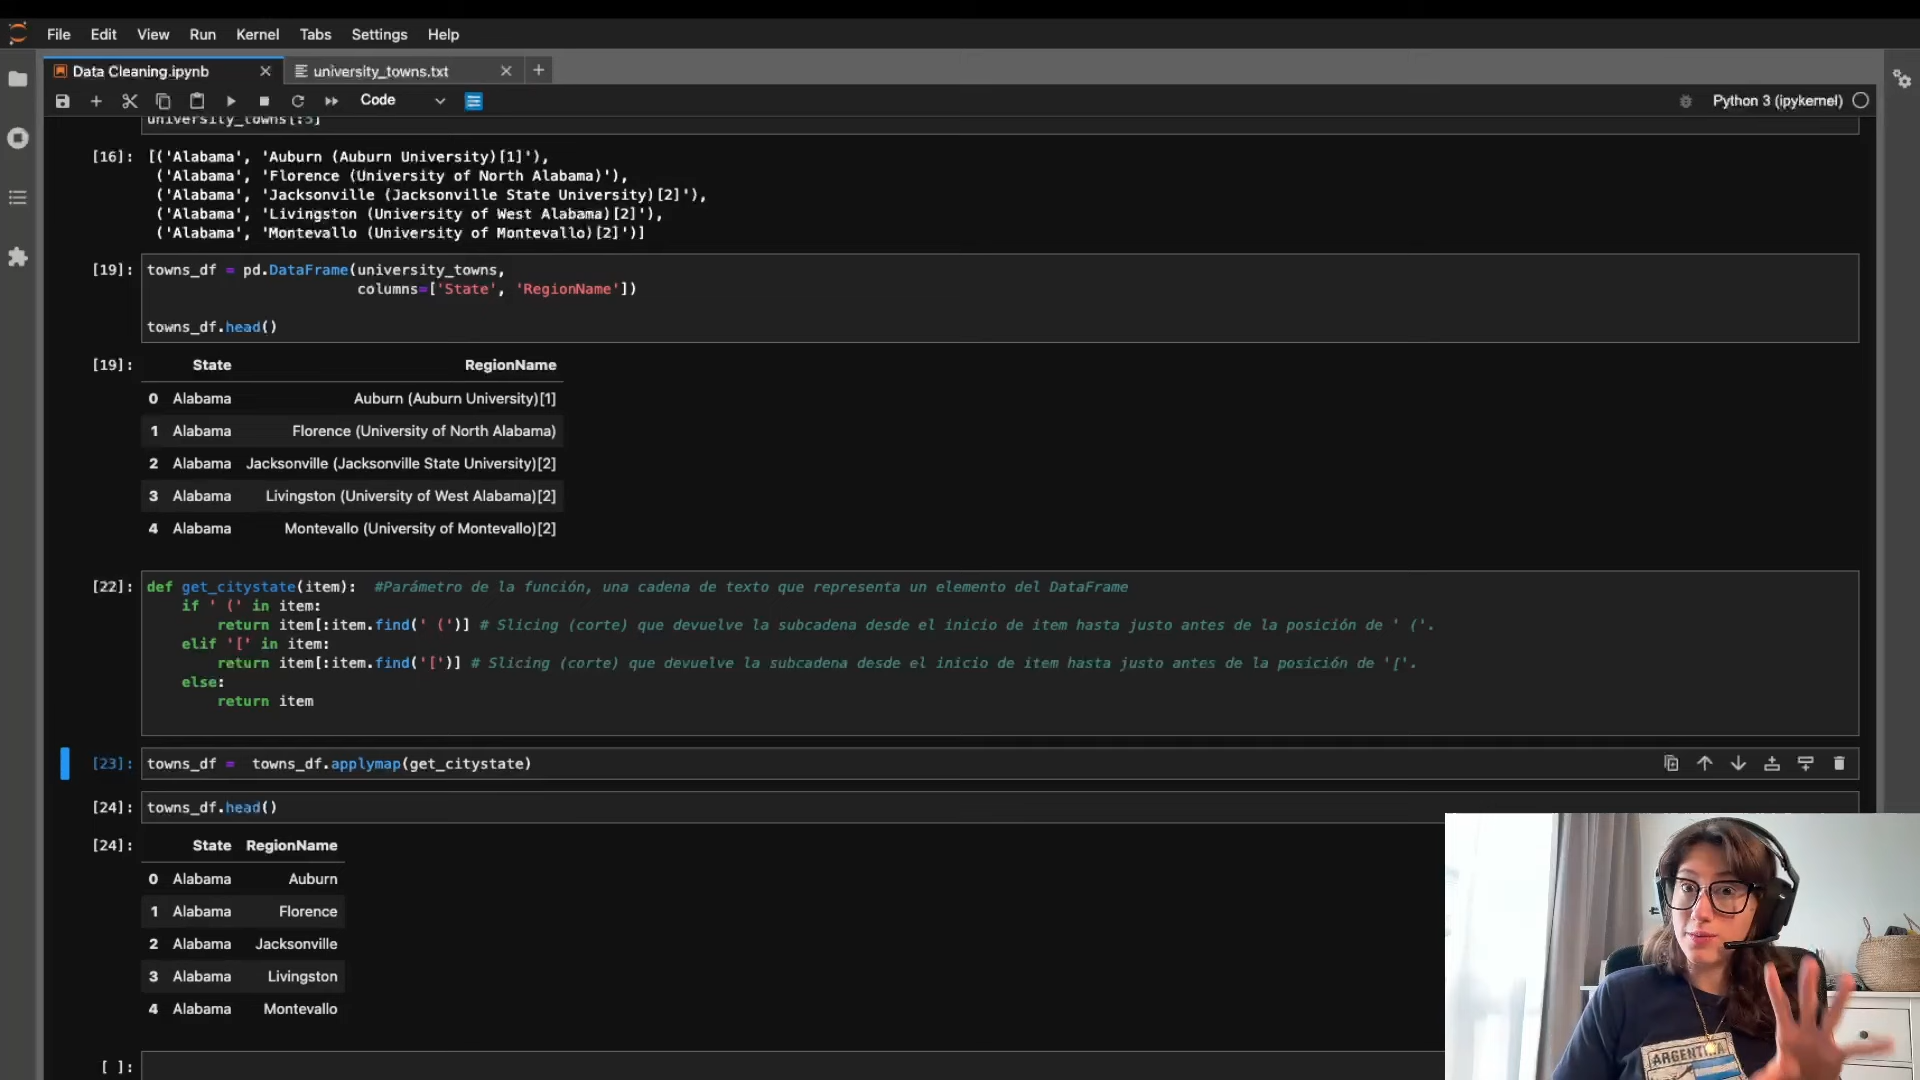 File Edit View Run Kernel Tabs Settings Help
Data Cleaning.ipynb university_towns.txt
Code Python 3 (ipykernel)
university_towns[:5]
[16]: [('Alabama', 'Auburn (Auburn University)[1]'),
('Alabama', 'Florence (University of North Alabama)'),
('Alabama', 'Jacksonville (Jacksonville State University)[2]'),
('Alabama', 'Livingston (University of West Alabama)[2]'),
('Alabama', 'Montevallo (University of Montevallo)[2]')]
[19]: towns_df = pd.DataFrame(university_towns,
columns=['State', 'RegionName'])
towns_df.head()
[19]: State RegionName
0 Alabama Auburn (Auburn University)[1]
1 Alabama Florence (University of North Alabama)
2 Alabama Jacksonville (Jacksonville State University)[2]
3 Alabama Livingston (University of West Alabama)[2]
4 Alabama Montevallo (University of Montevallo)[2]
[22]: def get_citystate(item): #Parámetro de la función, una cadena de texto que representa un elemento del DataFrame
if ' (' in item:
return item[:item.find(' (')] # Slicing (corte) que devuelve la subcadena desde el inicio de item hasta justo antes de la posición de ' ('.
elif '[' in item:
return item[:item.find('[')] # Slicing (corte) que devuelve la subcadena desde el inicio de item hasta justo antes de la posición de '['.
else:
return item
[23]: towns_df = towns_df.applymap(get_citystate)
[24]: towns_df.head()
[24]: State RegionName
0 Alabama Auburn
1 Alabama Florence
2 Alabama Jacksonville
3 Alabama Livingston
4 Alabama Montevallo
[ ]:
ARGENTINA